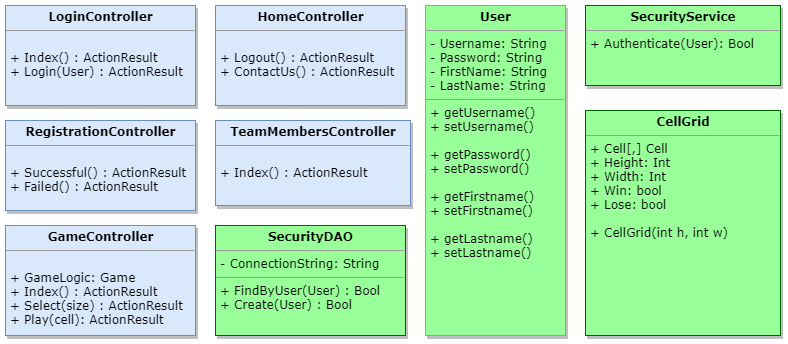 LoginController
+ Index() : ActionResult
+ Login(User) : ActionResult
HomeController
+ Logout() : ActionResult
+ ContactUs() : ActionResult
User
- Username: String
- Password: String
- FirstName: String
- LastName: String
+ getUsername()
+ setUsername()
+ getPassword()
+ setPassword()
+ getFirstname()
+ setFirstname()
+ getLastname()
+ setLastname()
SecurityService
+ Authenticate(User): Bool
RegistrationController
+ Successful() : ActionResult
+ Failed() : ActionResult
TeamMembersController
+ Index() : ActionResult
CellGrid
+ Cell[,] Cell
+ Height: Int
+ Width: Int
+ Win: bool
+ Lose: bool
+ CellGrid(int h, int w)
GameController
+ GameLogic: Game
+ Index() : ActionResult
+ Select(size) : ActionResult
+ Play(cell): ActionResult
SecurityDAO
- ConnectionString: String
+ FindByUser(User) : Bool
+ Create(User) : Bool